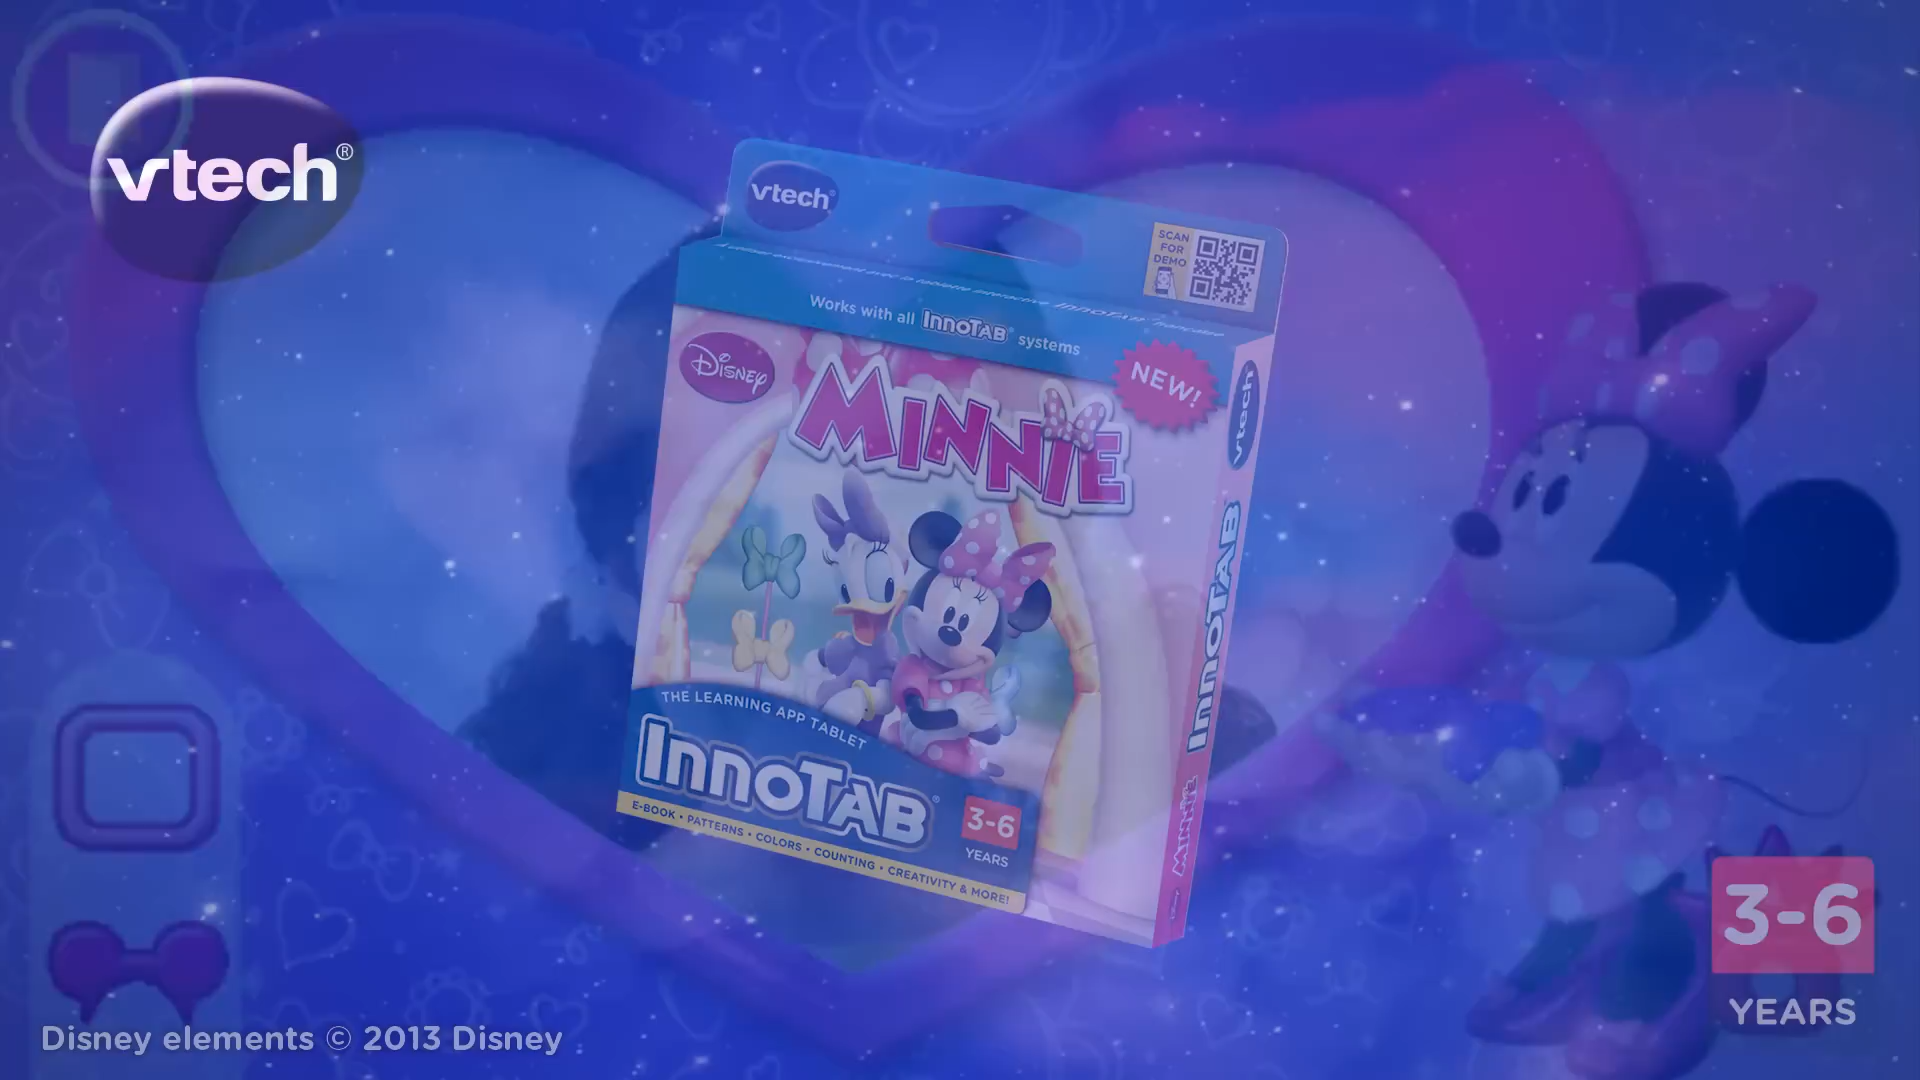 vtech®
vtech®
SCAN
FOR
DEMO
Works with all InnoTAB® systems
Disney
NEW!
MINNIE
vtech
InnoTAB
MINNIE
THE LEARNING APP TABLET
InnoTAB®
3-6
YEARS
E-BOOK • PATTERNS • COLORS • COUNTING • CREATIVITY & MORE!
3-6
YEARS
Disney elements © 2013 Disney